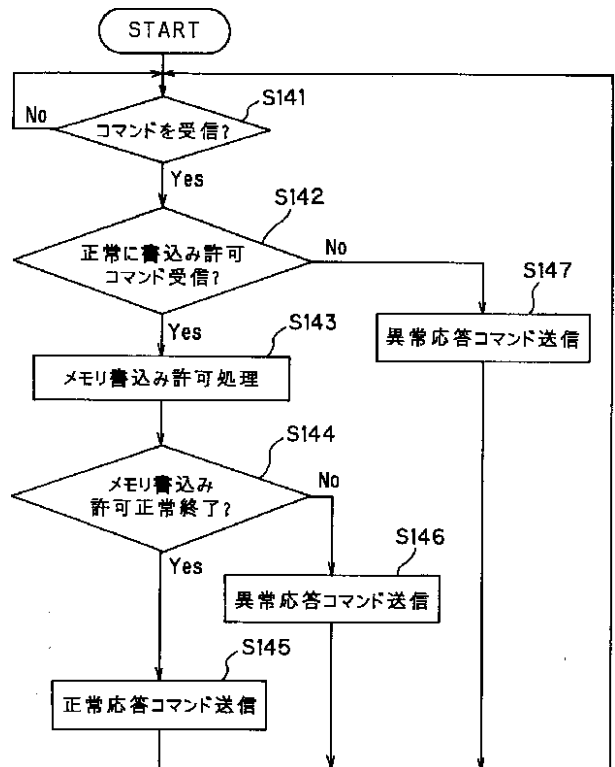 START
S141
No
コマンドを受信?
Yes
S142
正常に書込み許可
コマンド受信?
No
S147
Yes
S143
異常応答コマンド送信
メモリ書込み許可処理
S144
メモリ書込み
許可正常終了?
No
S146
Yes
異常応答コマンド送信
S145
正常応答コマンド送信